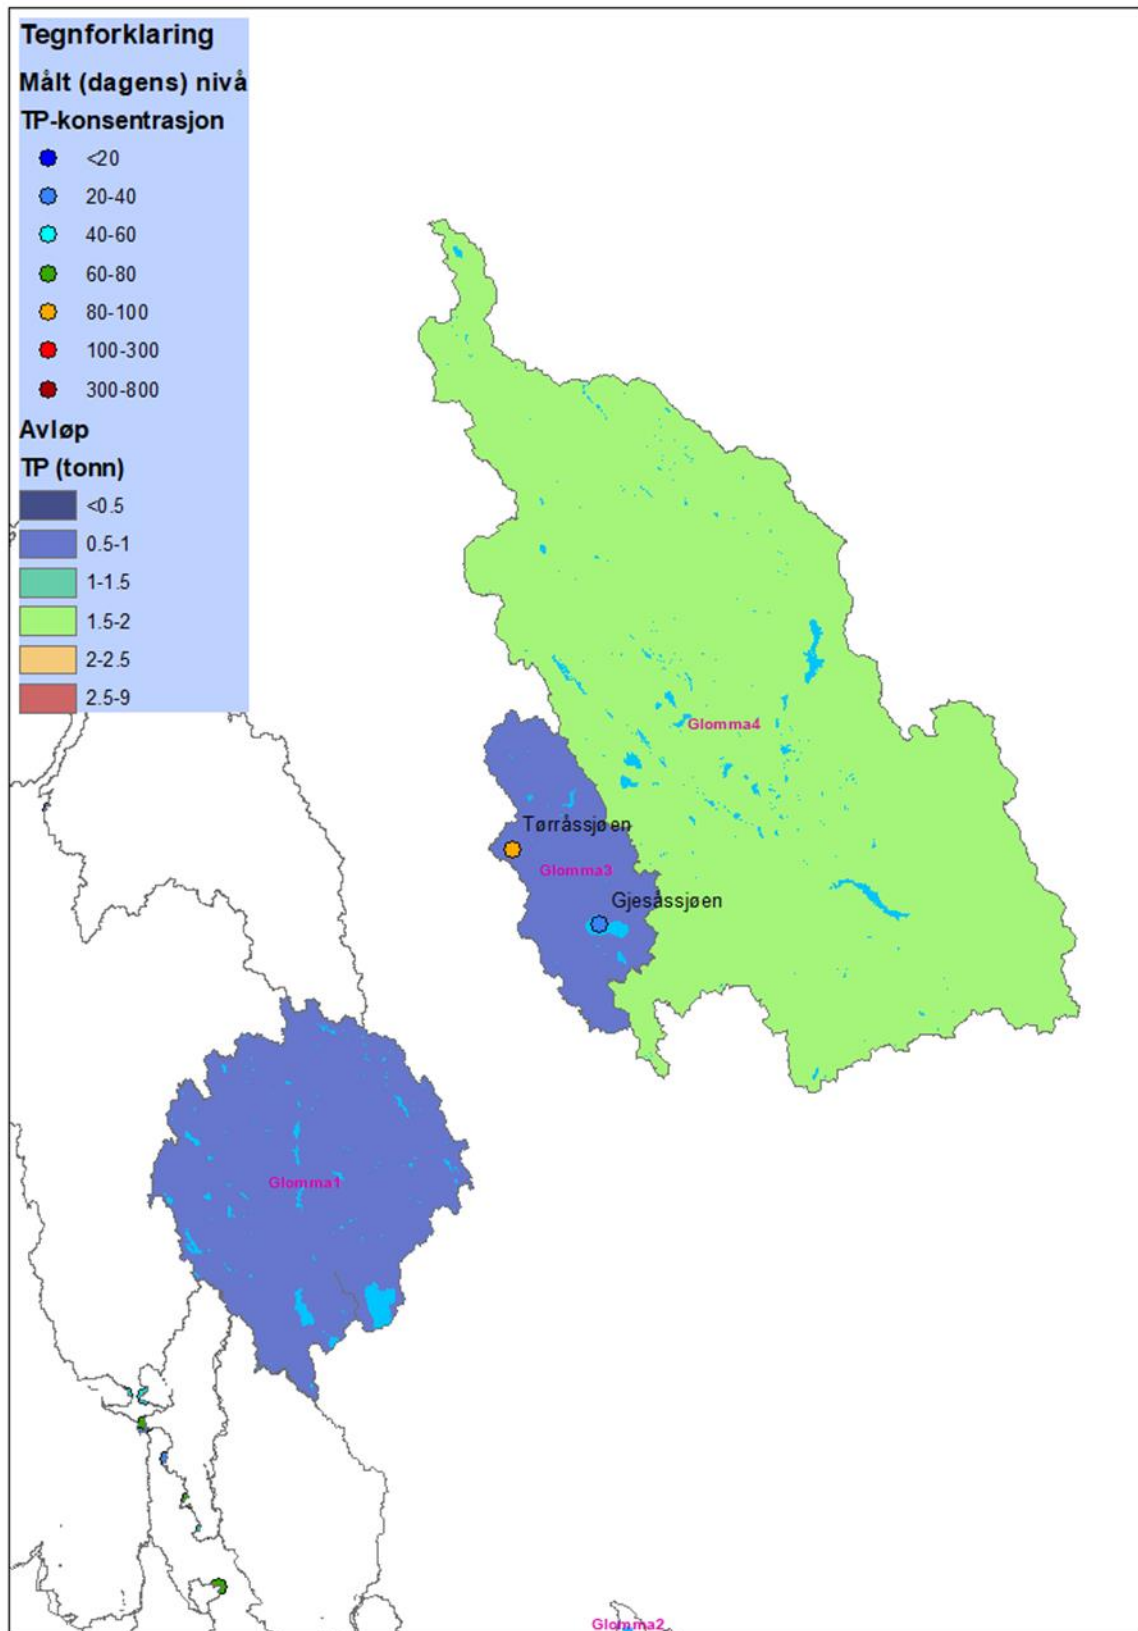 Tegnforklaring
Målt (dagens) nivå
TP-konsentrasjon
<20
20-40
40-60
60-80
80-100
100-300
300-800
Avløp
TP (tonn)
<0.5
0.5-1
1-1.5
1.5-2
2-2.5
2.5-9
Glomma4
Tørråssjøen
Glomma3
Gjesåssjøen
Glomma1
Glomma2